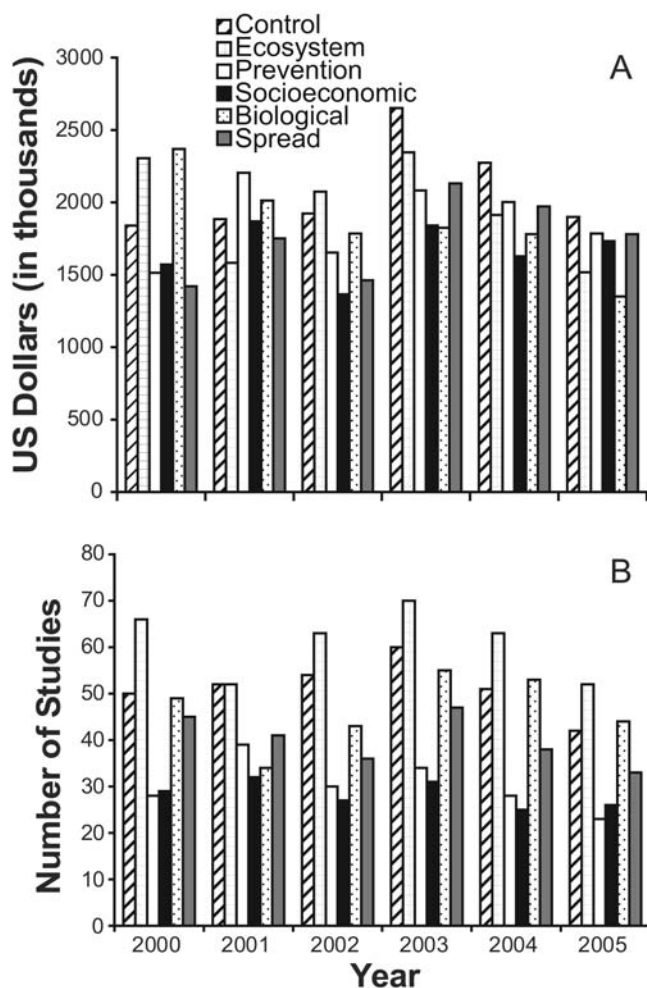 Control
Ecosystem
Prevention
Socioeconomic
Biological
Spread
A
US Dollars (in thousands)
3000
2500
2000
1500
1000
500
0
B
Number of Studies
80
70
60
50
40
30
20
10
0
2000 2001 2002 2003 2004 2005
Year